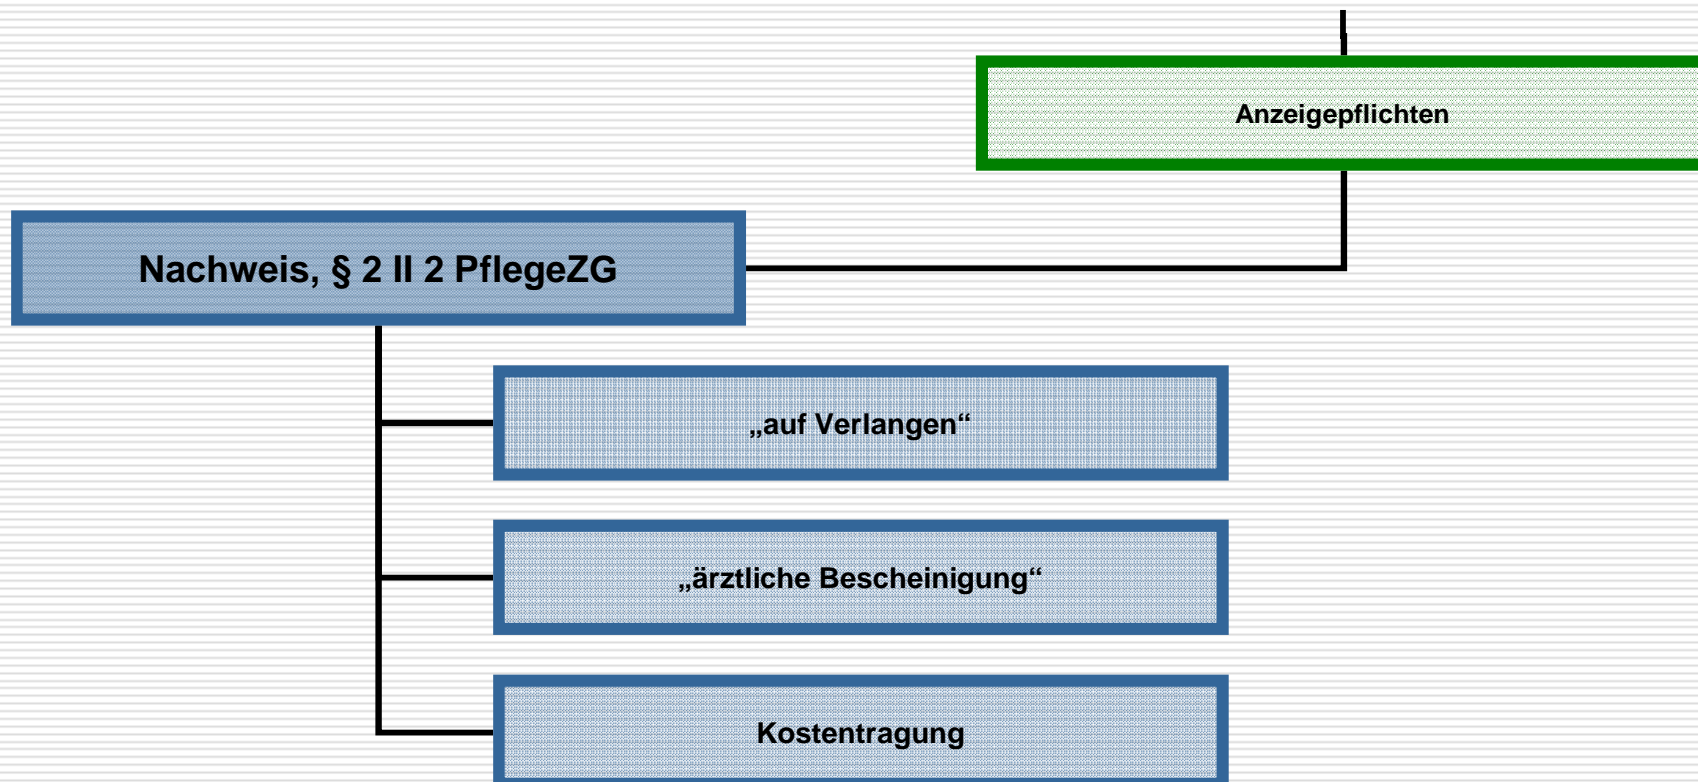 Anzeigepflichten
Nachweis, § 2 II 2 PflegeZG
„auf Verlangen“
„ärztliche Bescheinigung“
Kostentragung